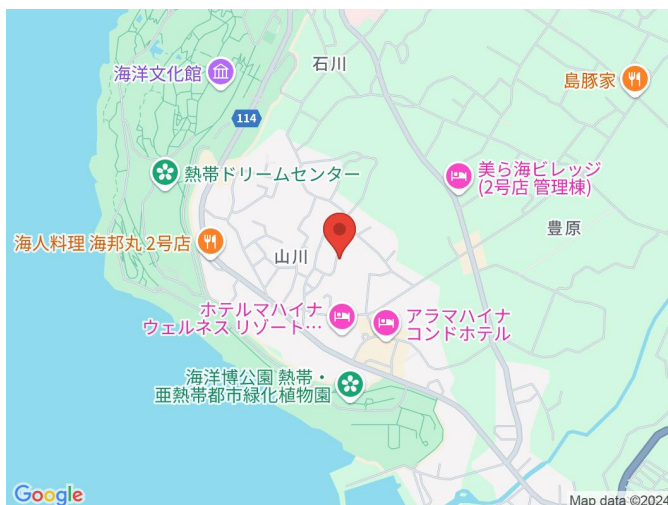 石川
海洋文化館
島豚家
114
美ら海ビレッジ
(2号店 管理棟)
熱帯ドリームセンター
豊原
海人料理 海邦丸 2号店
山川
ホテルマハイナ
ウェルネス リゾート…
アラマハイナ
コンドホテル
海洋博公園 熱帯・
亜熱帯都市緑化植物園
Google
Map data ©2024